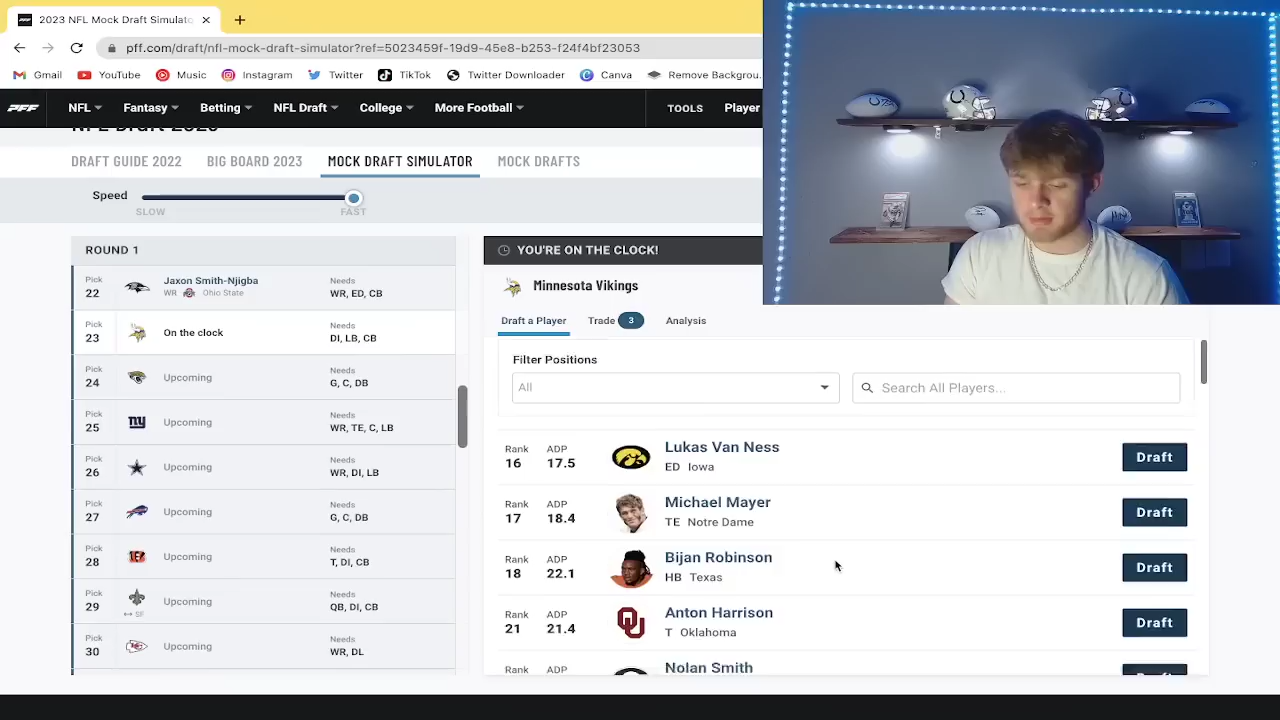 2023 NFL Mock Draft Simulato
pff.com/draft/nfl-mock-draft-simulator?ref=5023459f-19d9-45e8-b253-f24f4bf23053
Gmail YouTube Music Instagram Twitter TikTok Twitter Downloader Canva Remove Backgrou...
PFF NFL Fantasy Betting NFL Draft College More Football TOOLS Player
NFL Draft 2023
DRAFT GUIDE 2022 BIG BOARD 2023 MOCK DRAFT SIMULATOR MOCK DRAFTS
Speed
SLOW FAST
ROUND 1
Pick 22 Jaxon Smith-Njigba Needs
WR Ohio State WR, ED, CB
Pick 23 On the clock Needs
DI, LB, CB
Pick 24 Upcoming Needs
G, C, DB
Pick 25 Upcoming Needs
WR, TE, C, LB
Pick 26 Upcoming Needs
WR, DI, LB
Pick 27 Upcoming Needs
G, C, DB
Pick 28 Upcoming Needs
T, DI, CB
Pick 29 Upcoming Needs
SF QB, DI, CB
Pick 30 Upcoming Needs
WR, DL
YOU'RE ON THE CLOCK!
Minnesota Vikings
Draft a Player Trade 3 Analysis
Filter Positions
All Search All Players...
Rank ADP Lukas Van Ness
16 17.5 ED Iowa Draft
Rank ADP Michael Mayer
17 18.4 TE Notre Dame Draft
Rank ADP Bijan Robinson
18 22.1 HB Texas Draft
Rank ADP Anton Harrison
21 21.4 T Oklahoma Draft
Rank ADP Nolan Smith